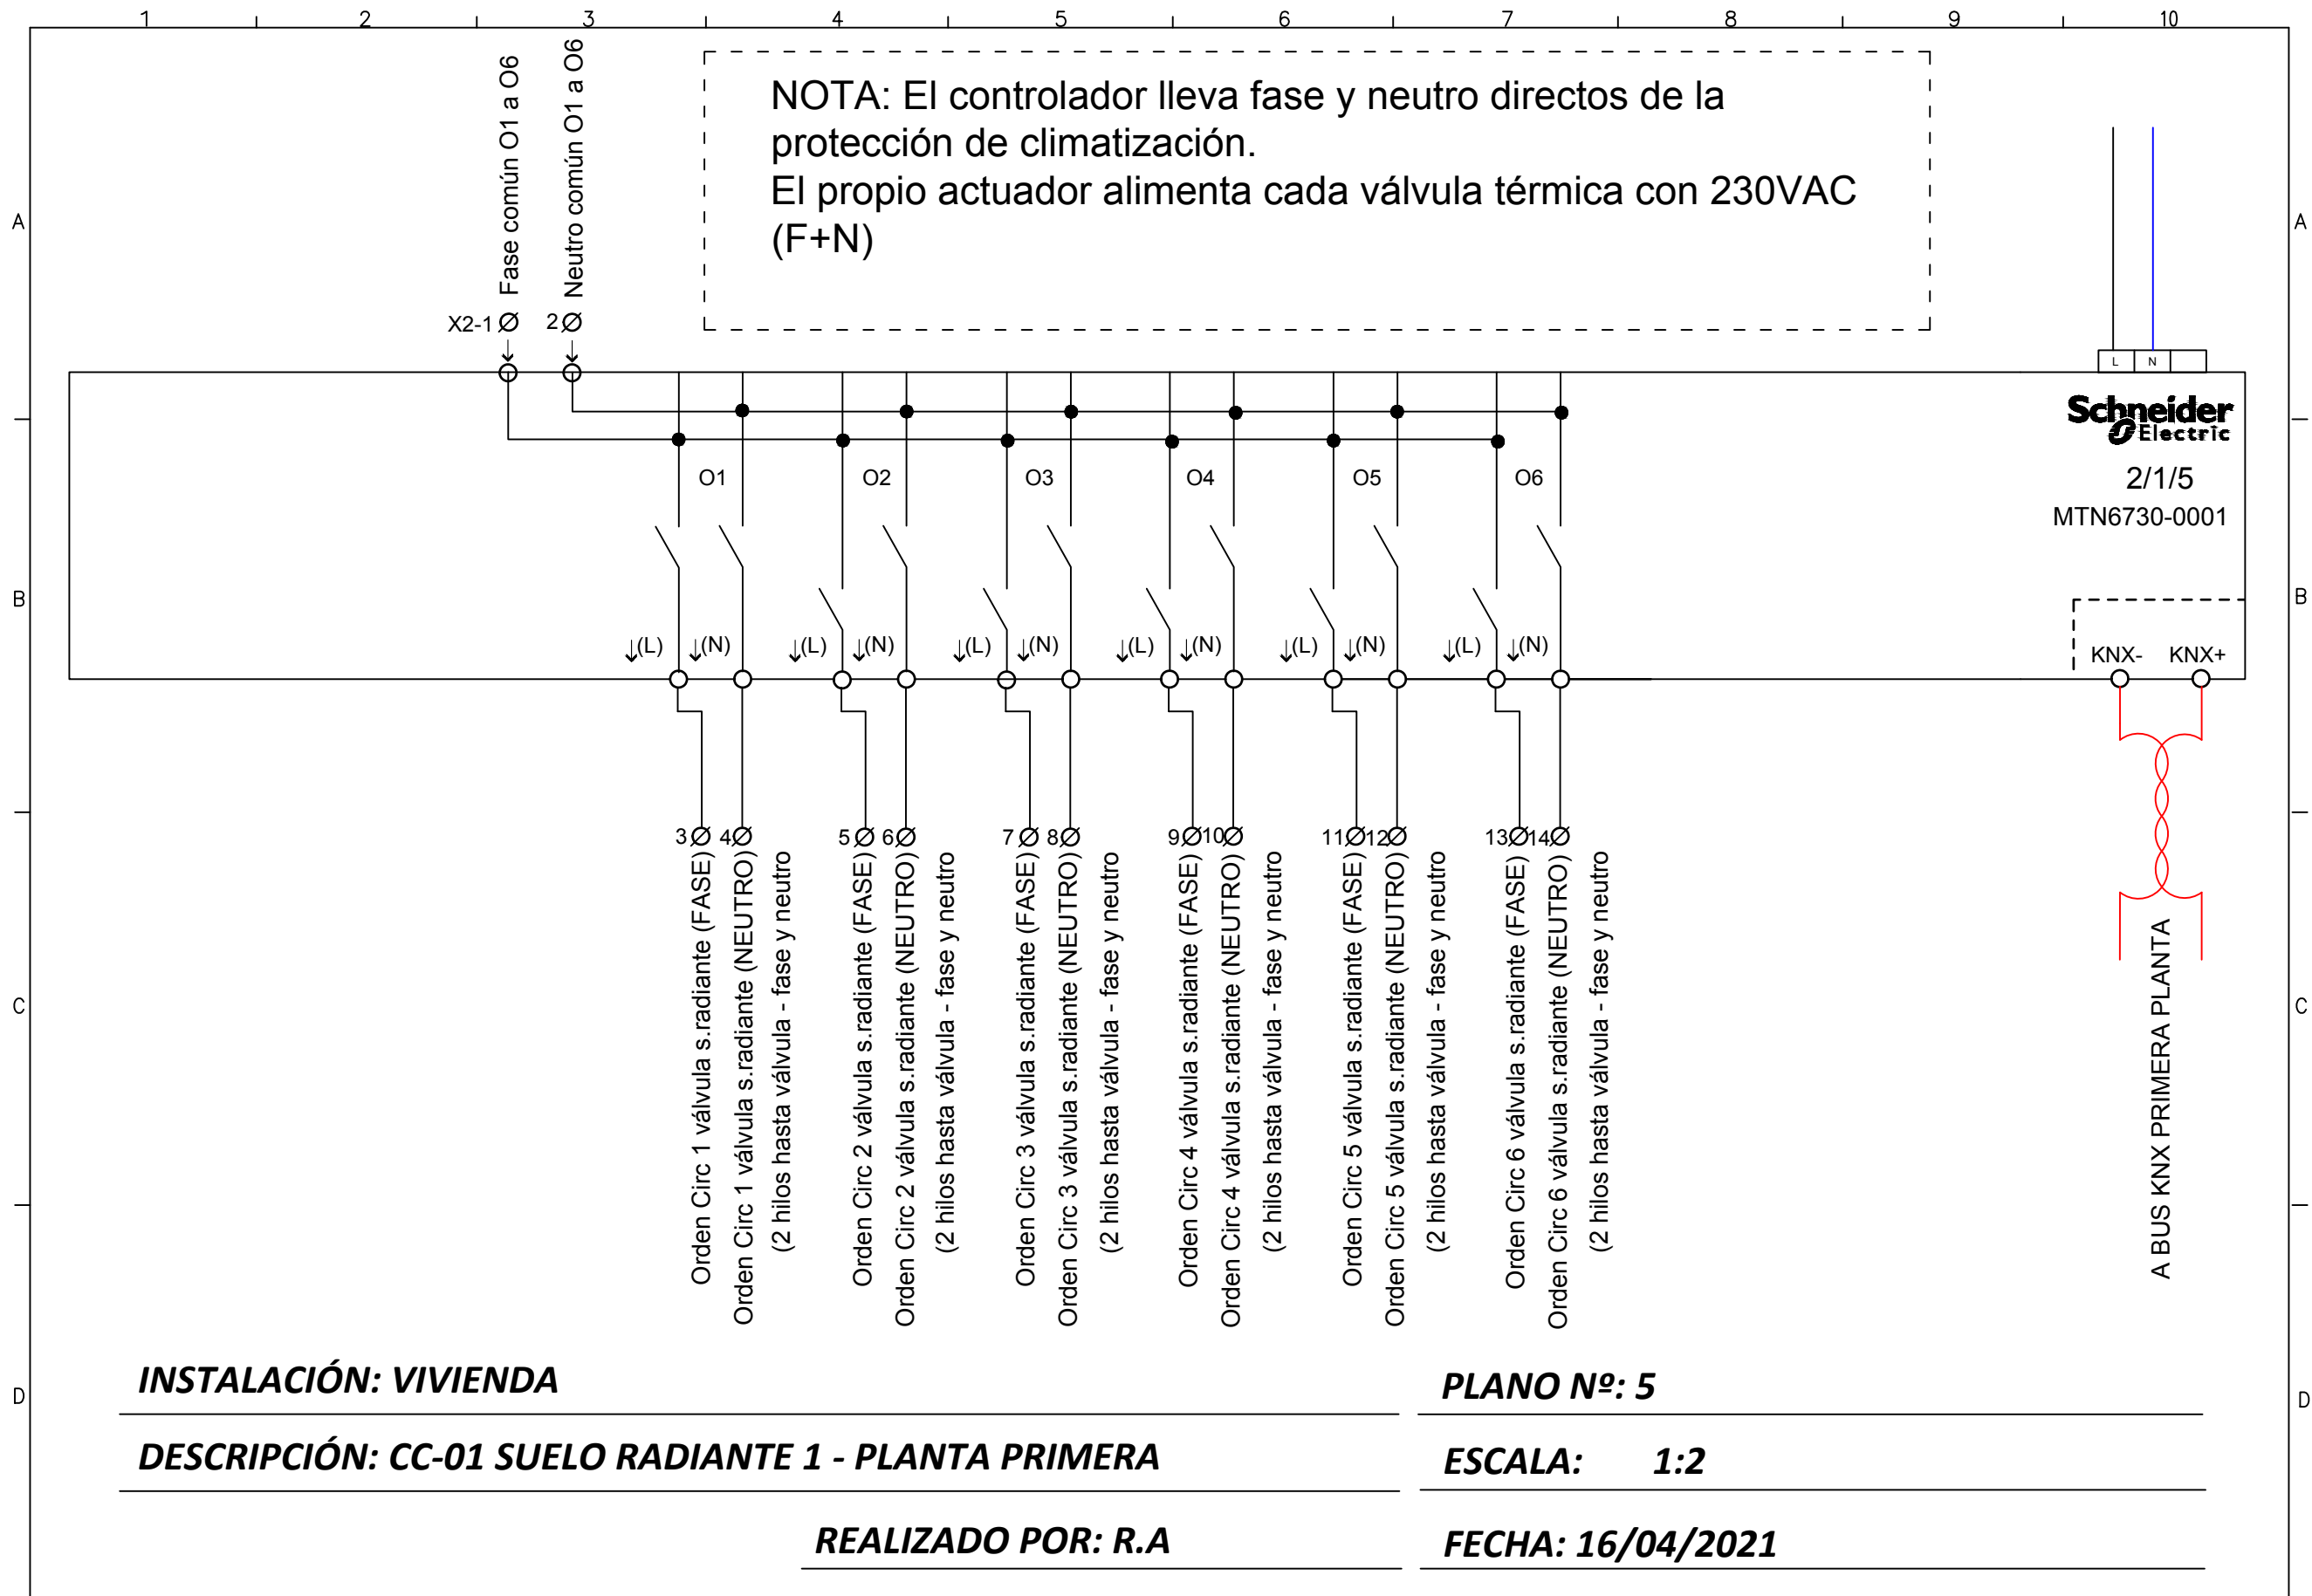 1 2 3 4 5 6 7 8 9 10
Fase común O1 a O6
Neutro común O1 a O6
NOTA: El controlador lleva fase y neutro directos de la
protección de climatización.
El propio actuador alimenta cada válvula térmica con 230VAC
(F+N)
A A
X2-1 2
L N
Schneider
Electric
2/1/5
MTN6730-0001
O1 O2 O3 O4 O5 O6
B B
↓(L) ↓(N) ↓(L) ↓(N) ↓(L) ↓(N) ↓(L) ↓(N) ↓(L) ↓(N) ↓(L) ↓(N)
KNX- KNX+
3 4 5 6 7 8 9 10 11 12 13 14
Orden Circ 1 válvula s.radiante (FASE)
Orden Circ 1 válvula s.radiante (NEUTRO)
(2 hilos hasta válvula - fase y neutro
Orden Circ 2 válvula s.radiante (FASE)
Orden Circ 2 válvula s.radiante (NEUTRO)
(2 hilos hasta válvula - fase y neutro
Orden Circ 3 válvula s.radiante (FASE)
Orden Circ 3 válvula s.radiante (NEUTRO)
(2 hilos hasta válvula - fase y neutro
Orden Circ 4 válvula s.radiante (FASE)
Orden Circ 4 válvula s.radiante (NEUTRO)
(2 hilos hasta válvula - fase y neutro
Orden Circ 5 válvula s.radiante (FASE)
Orden Circ 5 válvula s.radiante (NEUTRO)
(2 hilos hasta válvula - fase y neutro
Orden Circ 6 válvula s.radiante (FASE)
Orden Circ 6 válvula s.radiante (NEUTRO)
(2 hilos hasta válvula - fase y neutro
A BUS KNX PRIMERA PLANTA
C C
D D
INSTALACIÓN: VIVIENDA
PLANO Nº: 5
DESCRIPCIÓN: CC-01 SUELO RADIANTE 1 - PLANTA PRIMERA
ESCALA: 1:2
REALIZADO POR: R.A
FECHA: 16/04/2021